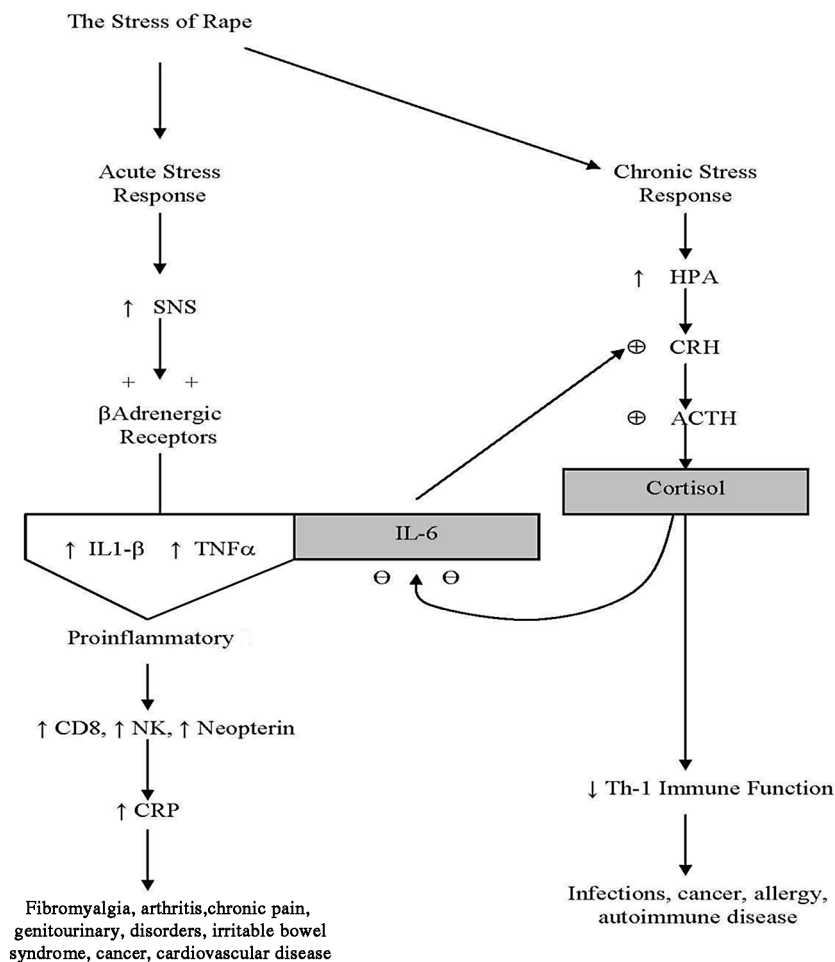 The Stress of Rape
Acute Stress
Response
↑ SNS
+ +
βAdrenergic
Receptors
↑ IL1-β ↑ TNFα
IL-6
⊖ ⊖
Proinflammatory
↑ CD8, ↑ NK, ↑ Neopterin
↑ CRP
Fibromyalgia, arthritis,chronic pain,
genitourinary, disorders, irritable bowel
syndrome, cancer, cardiovascular disease
Chronic Stress
Response
↑ HPA
⊕ CRH
⊕ ACTH
Cortisol
↓ Th-1 Immune Function
Infections, cancer, allergy,
autoimmune disease